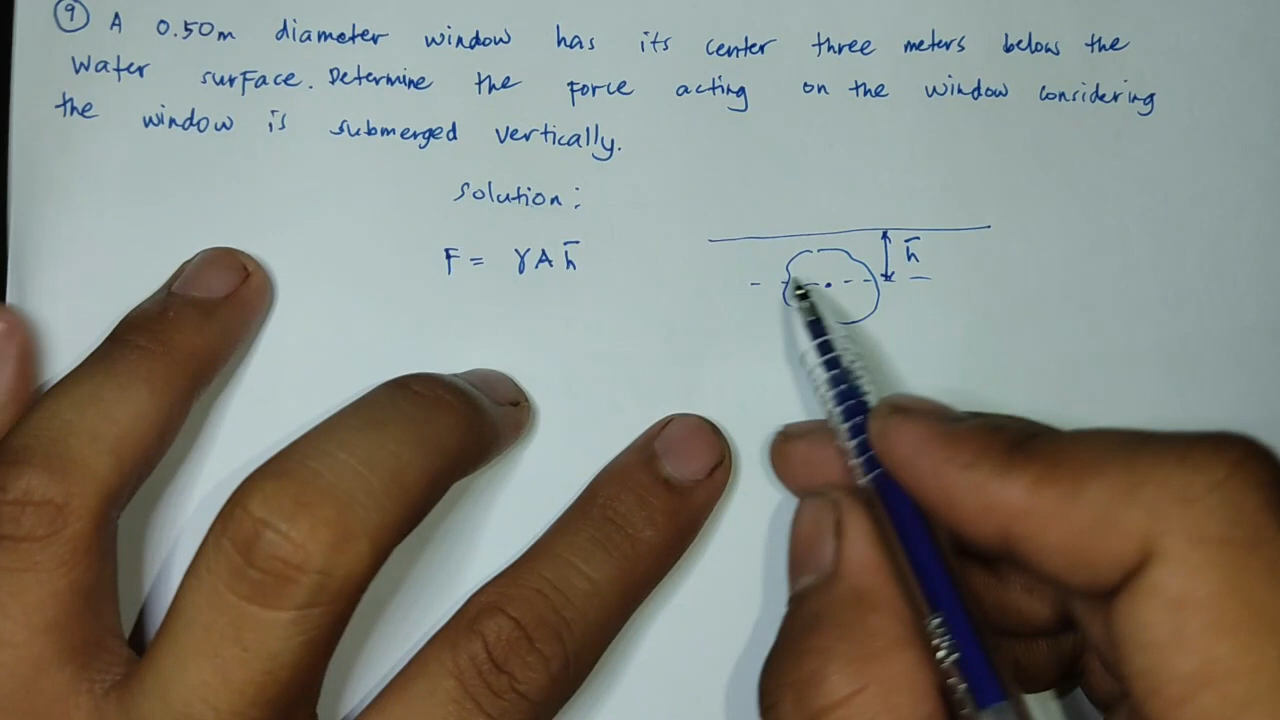 9 A 0.50m diameter window has its center three meters below the
Water surface. Determine the force acting on the window considering
the window is submerged vertically.
Solution:
F = γAh̄
h̄